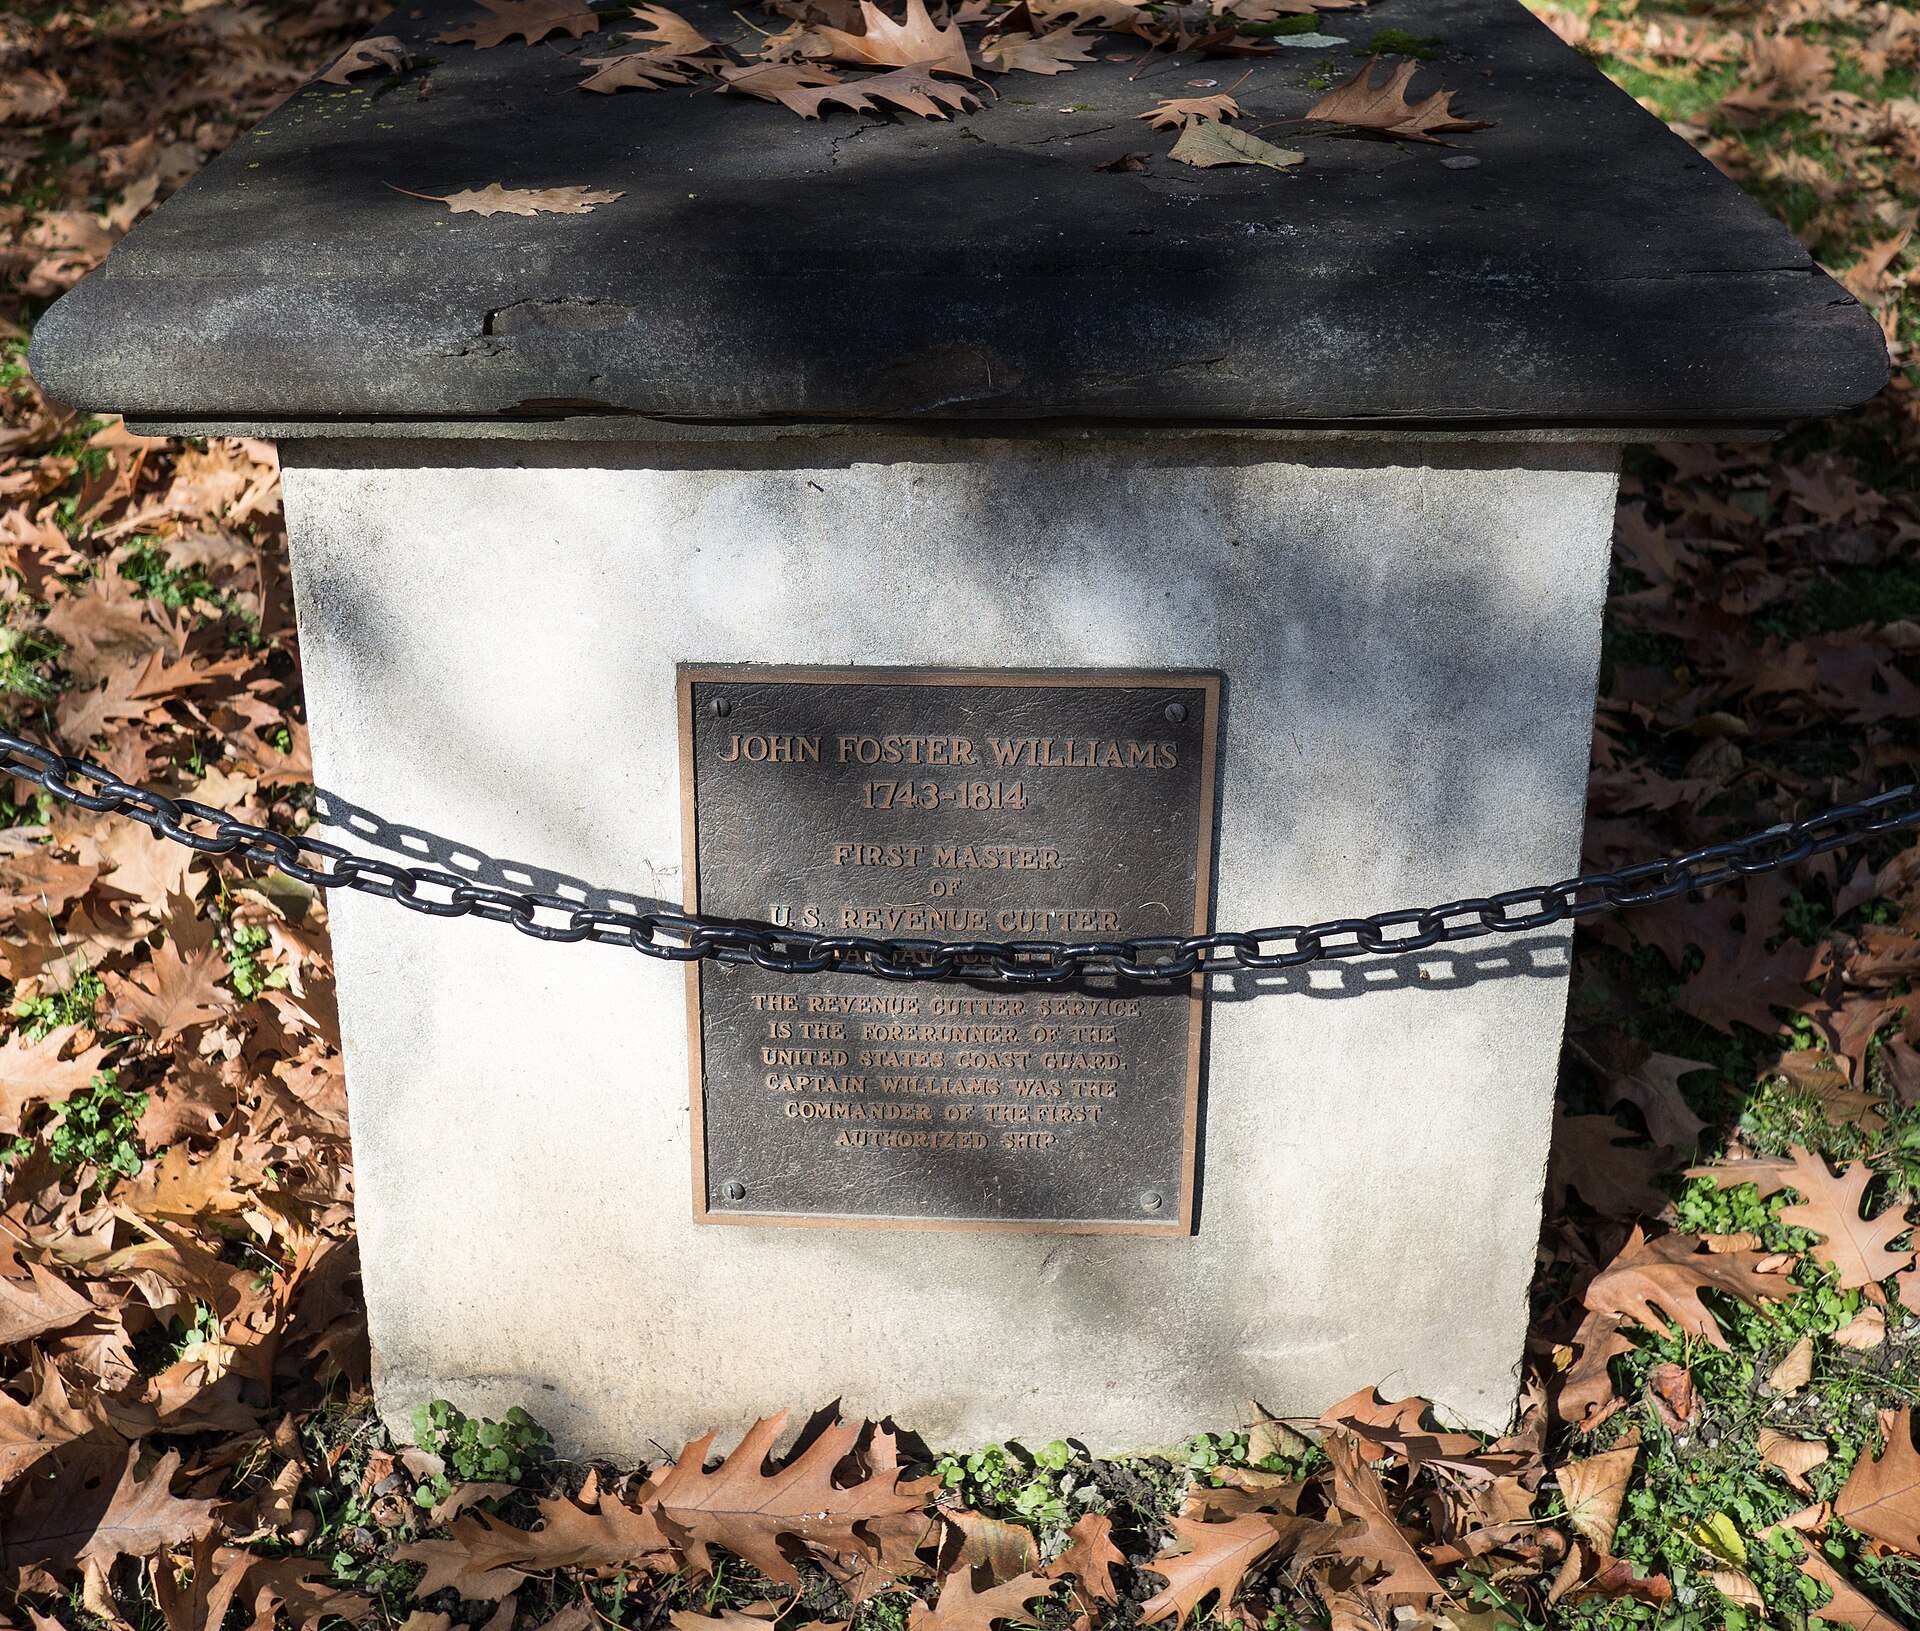 JOHN FOSTER WILLIAMS
1743-1814
FIRST MASTER
OF
U.S. REVENUE CUTTER
THE REVENUE CUTTER SERVICE
IS THE FORERUNNER OF THE
UNITED STATES COAST GUARD.
CAPTAIN WILLIAMS WAS THE
COMMANDER OF THE FIRST
AUTHORIZED SHIP